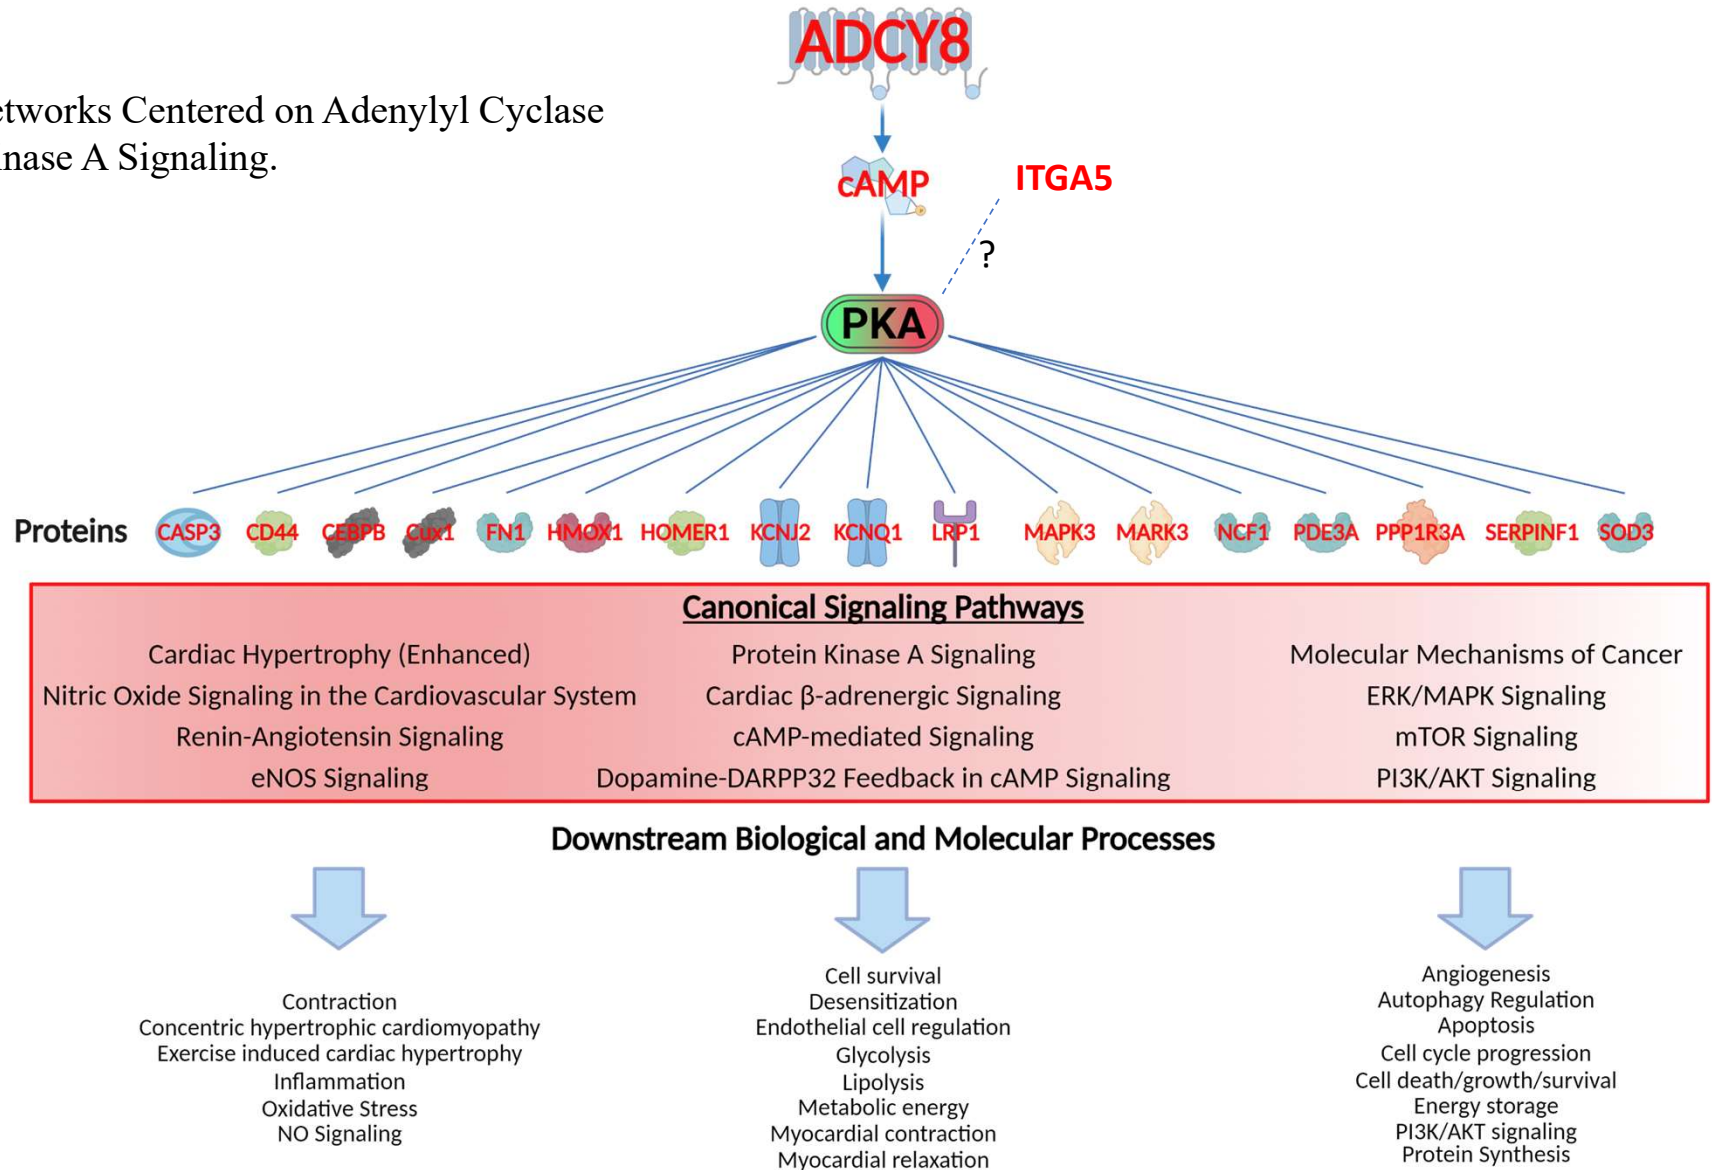 ADCY8
etworks Centered on Adenylyl Cyclase
inase A Signaling.
cAMP
ITGA5
?
PKA
Proteins CASP3 CD44 CEBPB Cux1 FN1 HMOX1 HOMER1 KCNJ2 KCNQ1 LRP1 MAPK3 MARK3 NCF1 PDE3A PPP1R3A SERPINF1 SOD3
Canonical Signaling Pathways
Cardiac Hypertrophy (Enhanced)
Nitric Oxide Signaling in the Cardiovascular System
Renin-Angiotensin Signaling
eNOS Signaling
Protein Kinase A Signaling
Cardiac β-adrenergic Signaling
cAMP-mediated Signaling
Dopamine-DARPP32 Feedback in cAMP Signaling
Molecular Mechanisms of Cancer
ERK/MAPK Signaling
mTOR Signaling
PI3K/AKT Signaling
Downstream Biological and Molecular Processes
Contraction
Concentric hypertrophic cardiomyopathy
Exercise induced cardiac hypertrophy
Inflammation
Oxidative Stress
NO Signaling
Cell survival
Desensitization
Endothelial cell regulation
Glycolysis
Lipolysis
Metabolic energy
Myocardial contraction
Myocardial relaxation
Angiogenesis
Autophagy Regulation
Apoptosis
Cell cycle progression
Cell death/growth/survival
Energy storage
PI3K/AKT signaling
Protein Synthesis